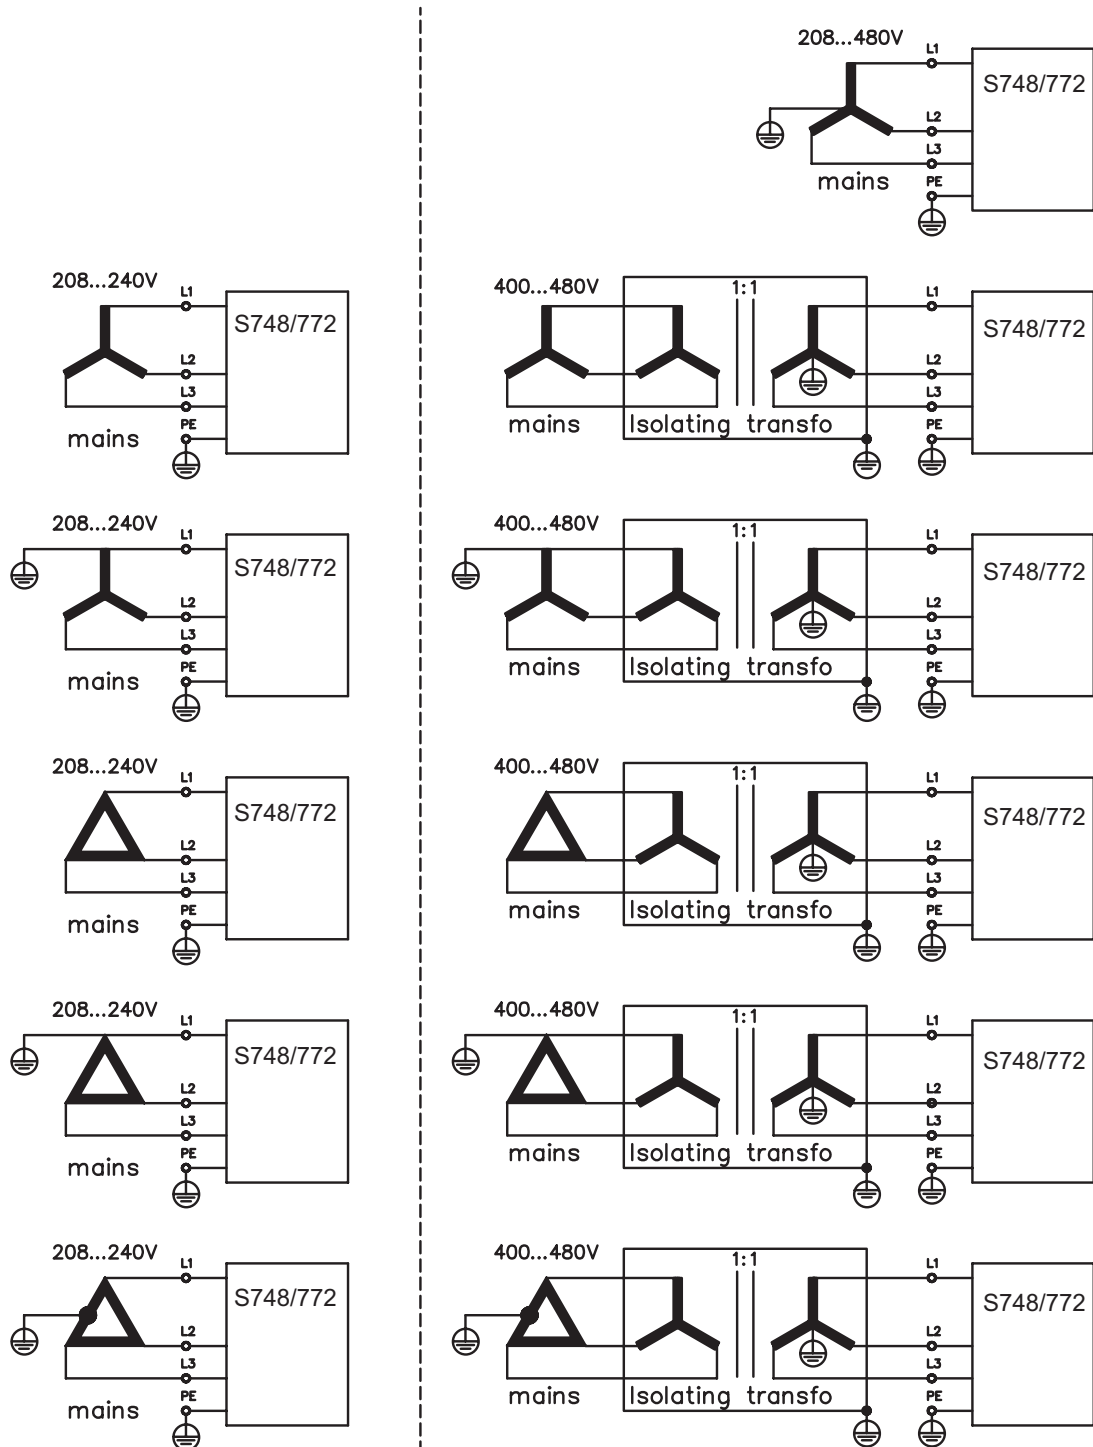 208...480V
L1
S748/772
L2
L3
mains
PE
208...240V
L1
S748/772
L2
L3
mains
PE
400...480V
1:1
L1
S748/772
L2
L3
mains
Isolating transfo
PE
208...240V
L1
S748/772
L2
L3
mains
PE
400...480V
1:1
L1
S748/772
L2
L3
mains
Isolating transfo
PE
208...240V
L1
S748/772
L2
L3
mains
PE
400...480V
1:1
L1
S748/772
L2
L3
mains
Isolating transfo
PE
208...240V
L1
S748/772
L2
L3
mains
PE
400...480V
1:1
L1
S748/772
L2
L3
mains
Isolating transfo
PE
208...240V
L1
S748/772
L2
L3
mains
PE
400...480V
1:1
L1
S748/772
L2
L3
mains
Isolating transfo
PE